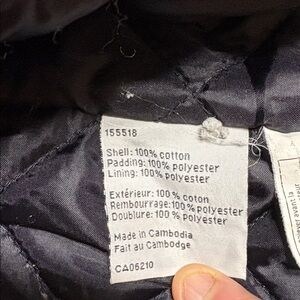 155518
Shell: 100% cotton
Padding: 100% polyester
Lining: 100% polyester
Extérieur: 100% coton
Rembourrage: 100% polyester
Doublure: 100% polyester
Made in Cambodia
Fait au Cambodge
CA06210